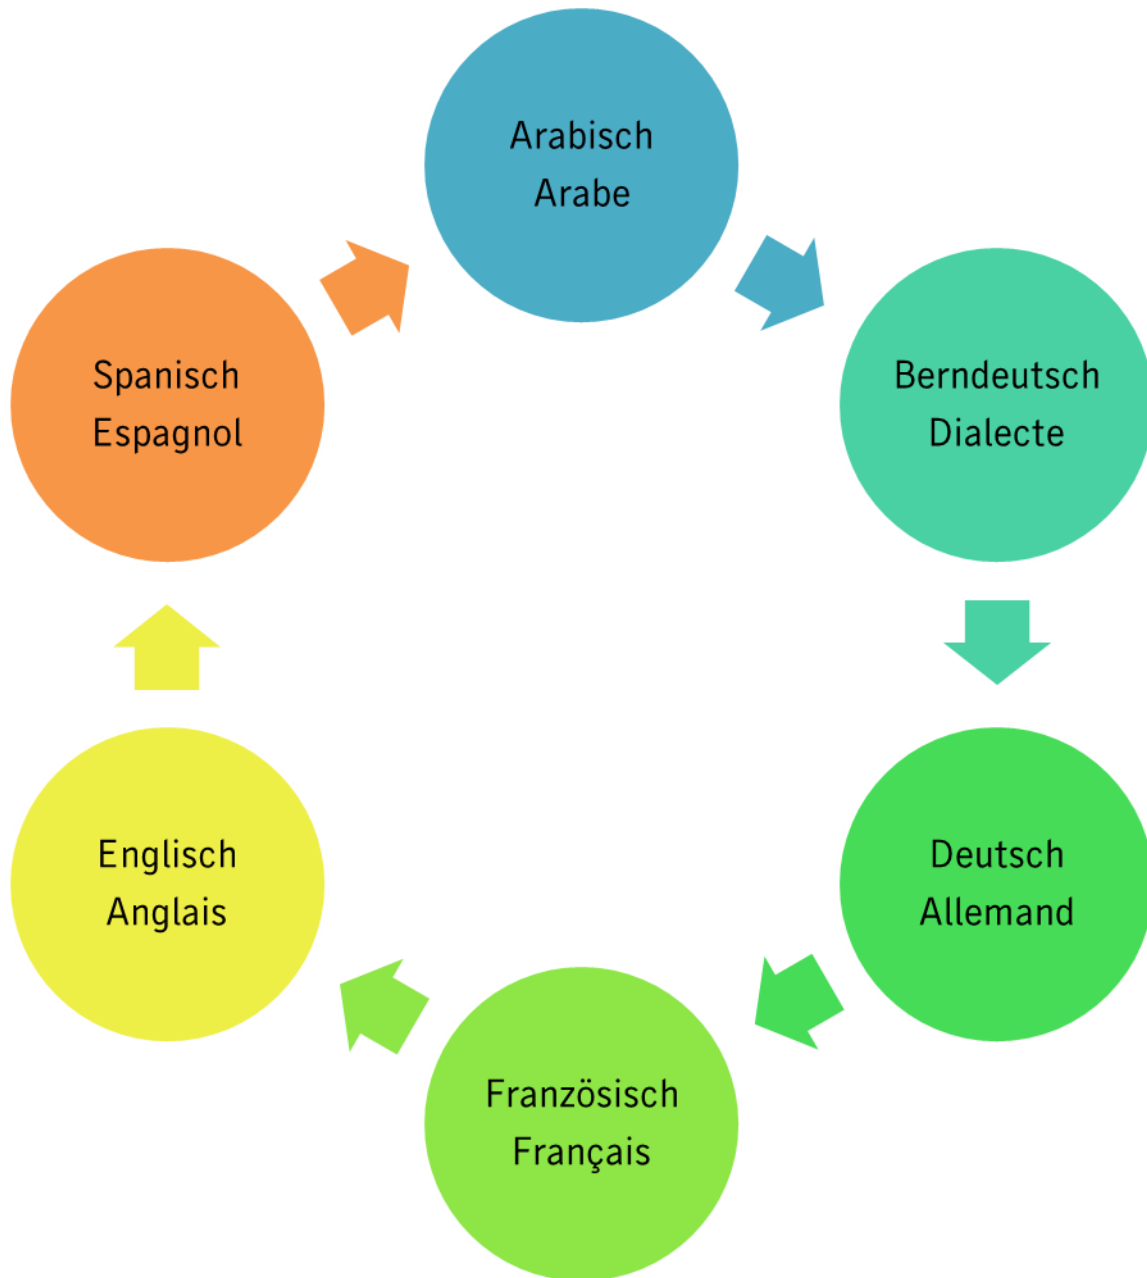 Arabisch
Arabe
Berndeutsch
Dialecte
Deutsch
Allemand
Französisch
Français
Englisch
Anglais
Spanisch
Espagnol